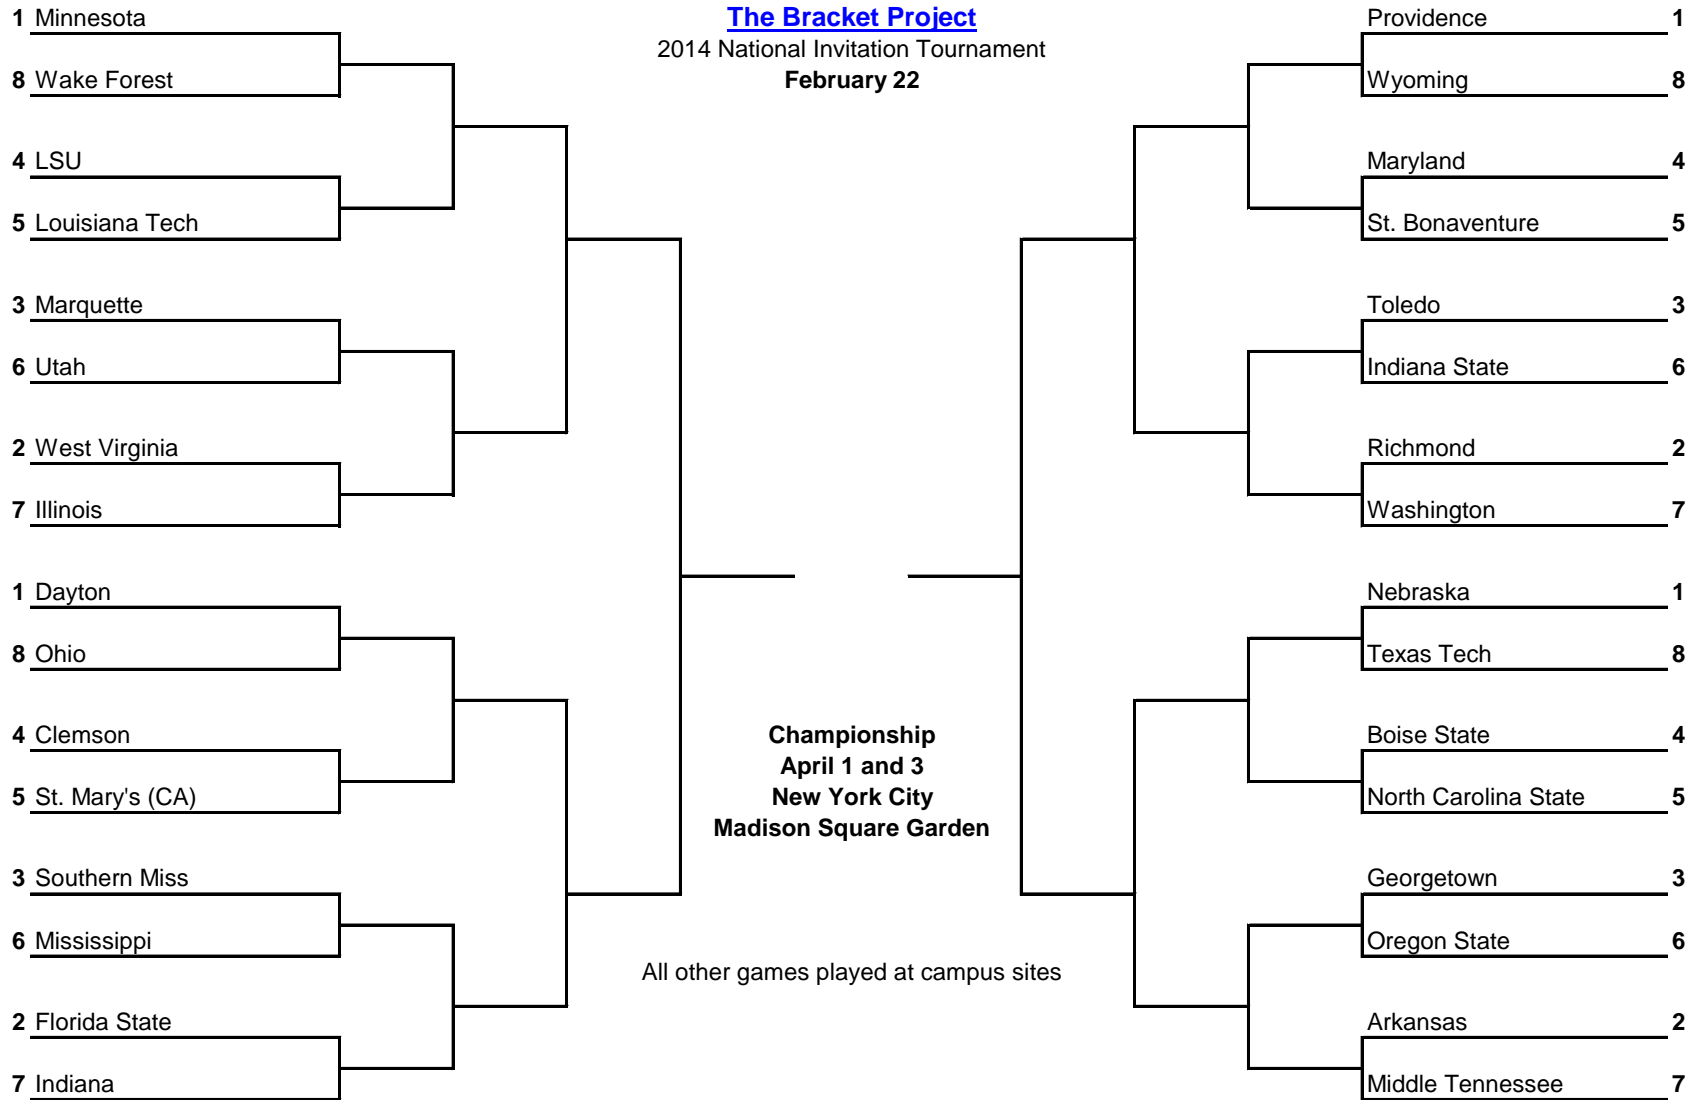 The Bracket Project
2014 National Invitation Tournament
February 22
1 Minnesota
8 Wake Forest
4 LSU
5 Louisiana Tech
3 Marquette
6 Utah
2 West Virginia
7 Illinois
1 Dayton
8 Ohio
4 Clemson
5 St. Mary's (CA)
3 Southern Miss
6 Mississippi
2 Florida State
7 Indiana
Championship
April 1 and 3
New York City
Madison Square Garden
All other games played at campus sites
Providence 1
Wyoming 8
Maryland 4
St. Bonaventure 5
Toledo 3
Indiana State 6
Richmond 2
Washington 7
Nebraska 1
Texas Tech 8
Boise State 4
North Carolina State 5
Georgetown 3
Oregon State 6
Arkansas 2
Middle Tennessee 7